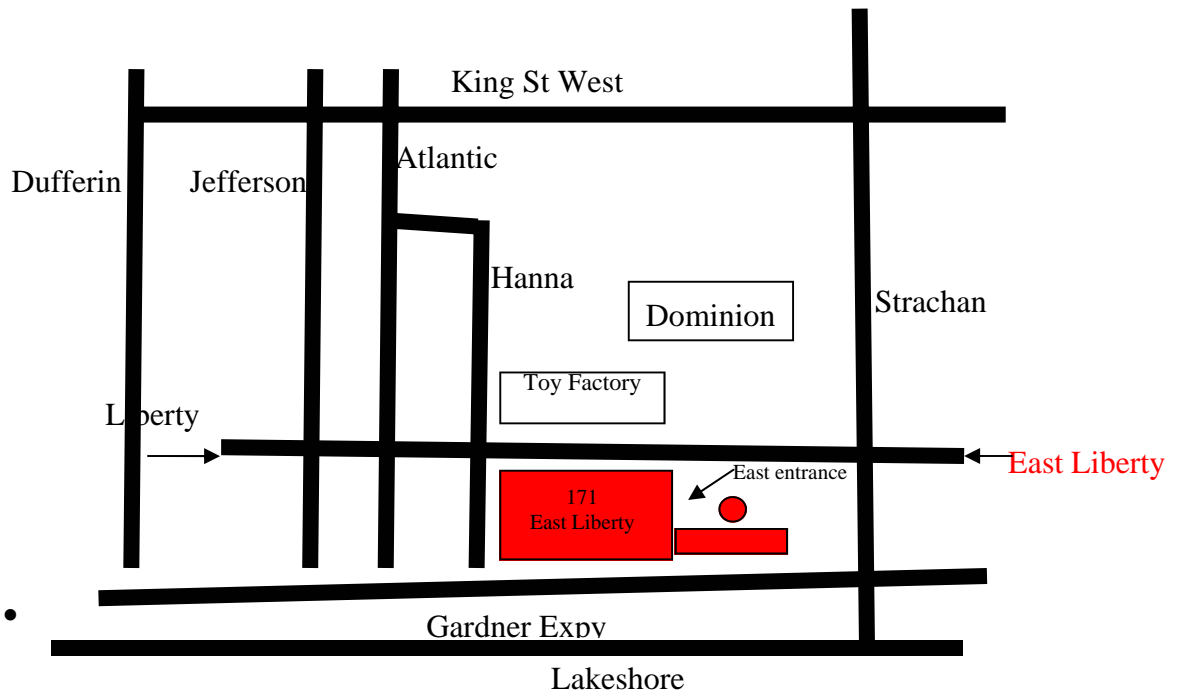 King St West
Atlantic
Dufferin
Jefferson
Hanna
Strachan
Dominion
Toy Factory
Liberty
East Liberty
East entrance
171
East Liberty
Gardner Expy
Lakeshore